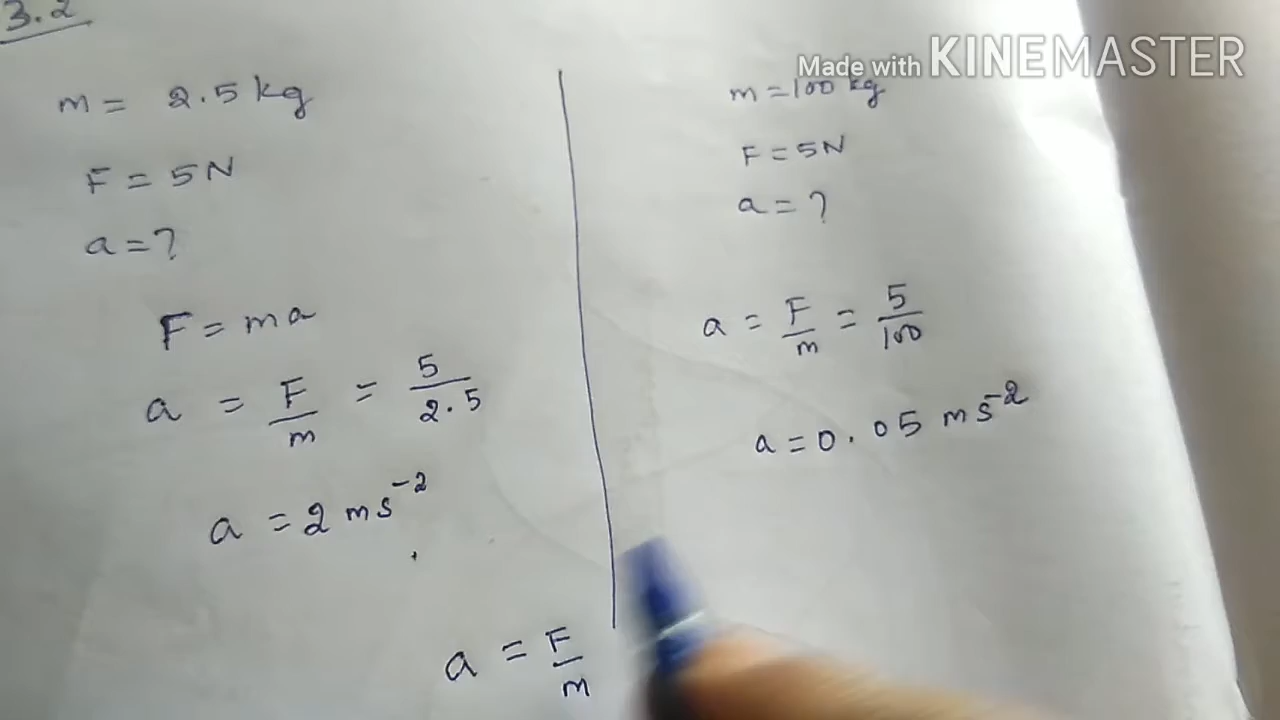 3.2
Made with KINEMASTER
m = 2.5 kg
F = 5N
a = ?
F = ma
a = F/m = 5/2.5
a = 2 ms⁻²
m = 100 kg
F = 5N
a = ?
a = F/m = 5/100
a = 0.05 ms⁻²
a = F/m